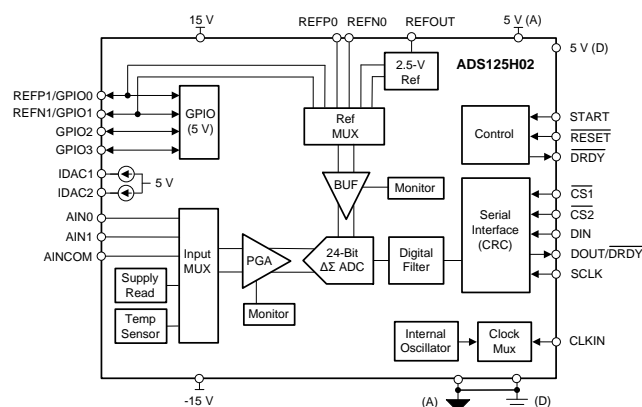 15 V
REFP0
REFN0
REFOUT
5 V (A)
5 V (D)
ADS125H02
2.5-V
Ref
REFP1/GPIO0
REFN1/GPIO1
GPIO2
GPIO3
GPIO
(5 V)
Ref
MUX
Control
START
RESET
DRDY
IDAC1
IDAC2
5 V
BUF
Monitor
CS1
CS2
DIN
DOUT/DRDY
SCLK
Serial
Interface
(CRC)
AIN0
AIN1
AINCOM
Input
MUX
PGA
24-Bit
ΔΣ ADC
Digital
Filter
Supply
Read
Temp
Sensor
Monitor
Internal
Oscillator
Clock
Mux
CLKIN
-15 V
(A)
(D)